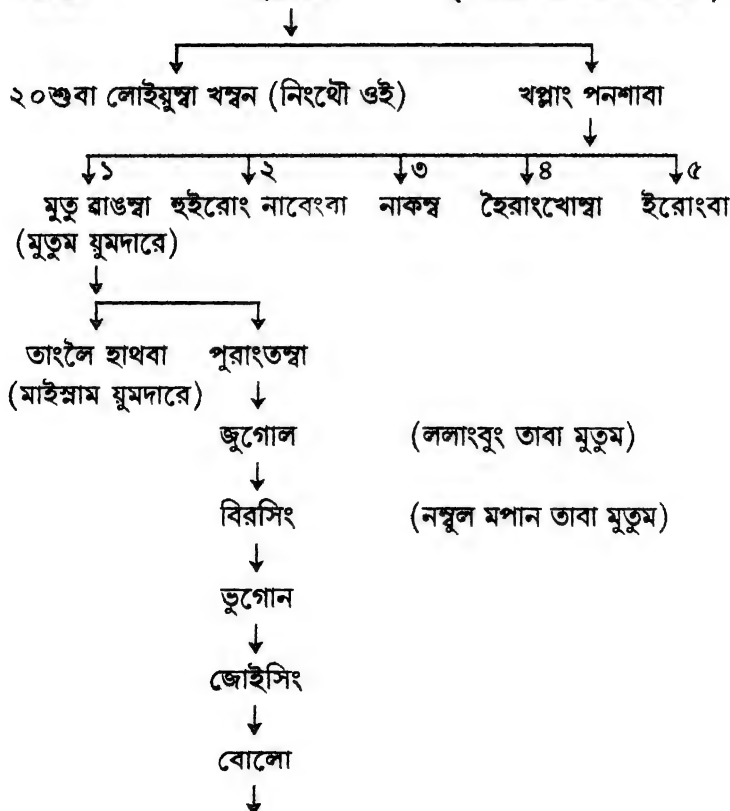 ২০শুবা লোইয়ুম্বা খম্বন (নিংথৌ ওই) খপ্লাং পনশাবা
১ ২ ৩ ৪ ৫
মুতু ৱাঙম্বা হুইরোং নাবেংবা নাকম্ব হৈরাংখোম্বা ইরোংবা
(মুতুম য়ুমদারে)
তাংলৈ হাথবা পুরাংতম্বা
(মাইস্নাম য়ুমদারে)
জুগোল (ললাংবুং তাবা মুতুম)
বিরসিং (নম্বুল মপান তাবা মুতুম)
ভুগোন
জোইসিং
বোলো